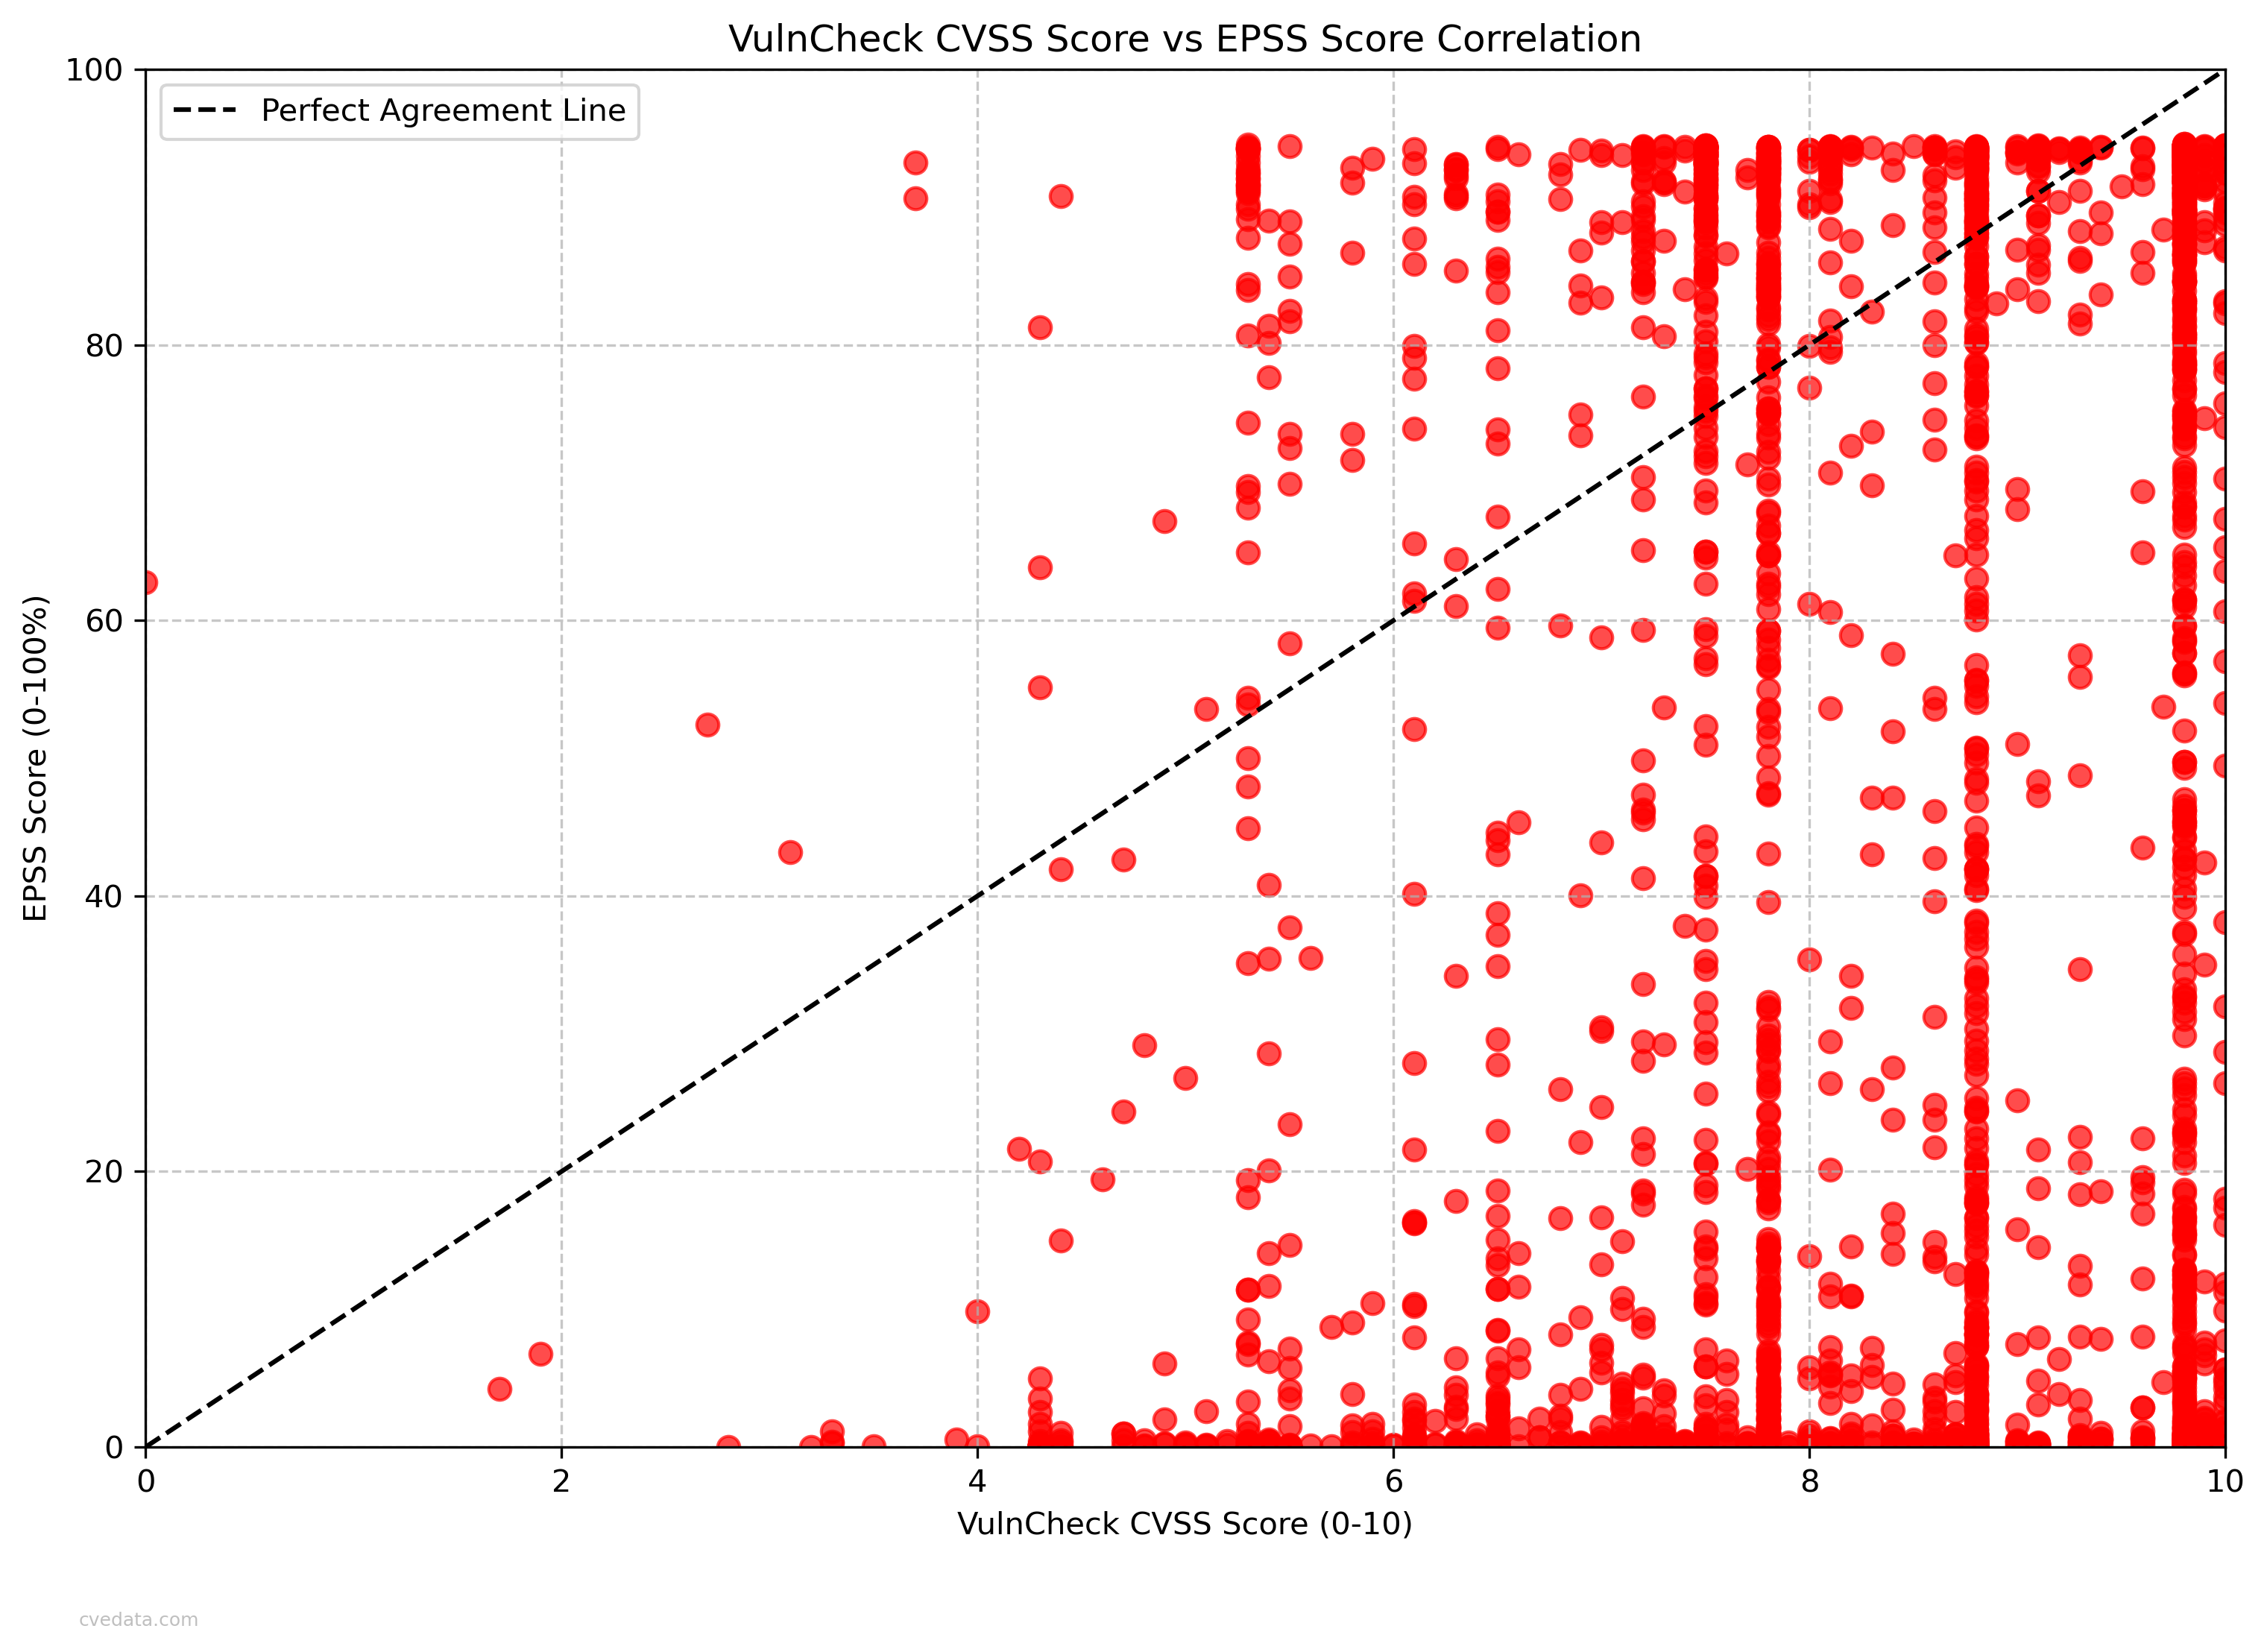 VulnCheck CVSS Score vs EPSS Score Correlation
100
Perfect Agreement Line
80
60
EPSS Score (0-100%)
40
20
0
0 2 4 6 8 10
VulnCheck CVSS Score (0-10)
cvedata.com